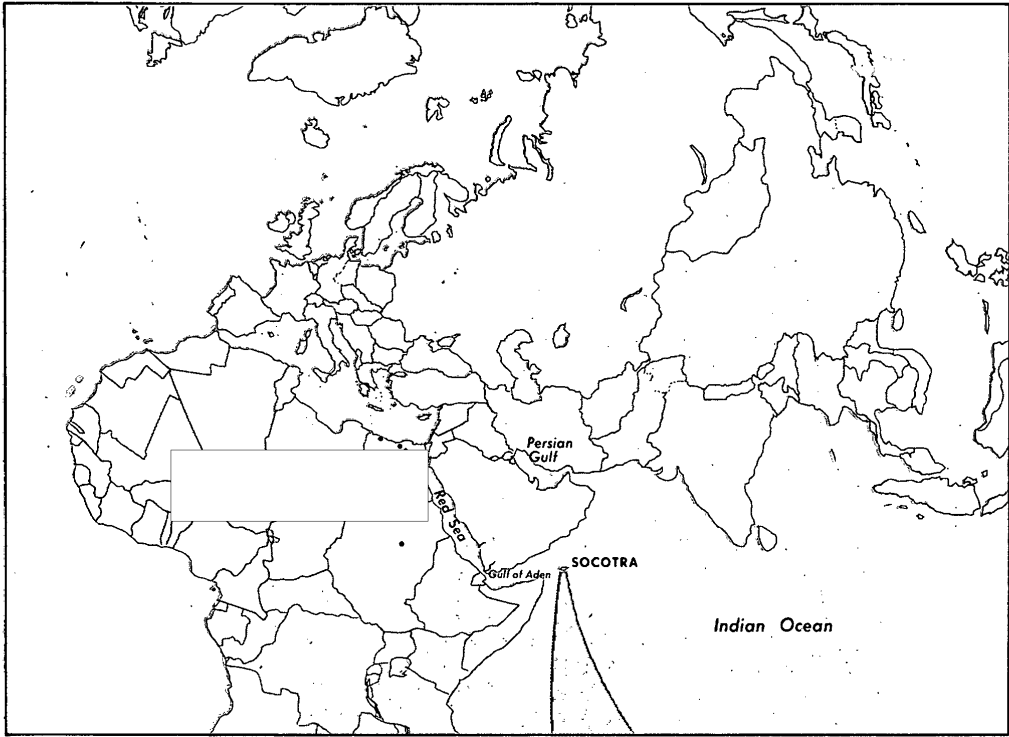 Persian
Gulf
Red Sea
Gulf of Aden
SOCOTRA
Indian Ocean